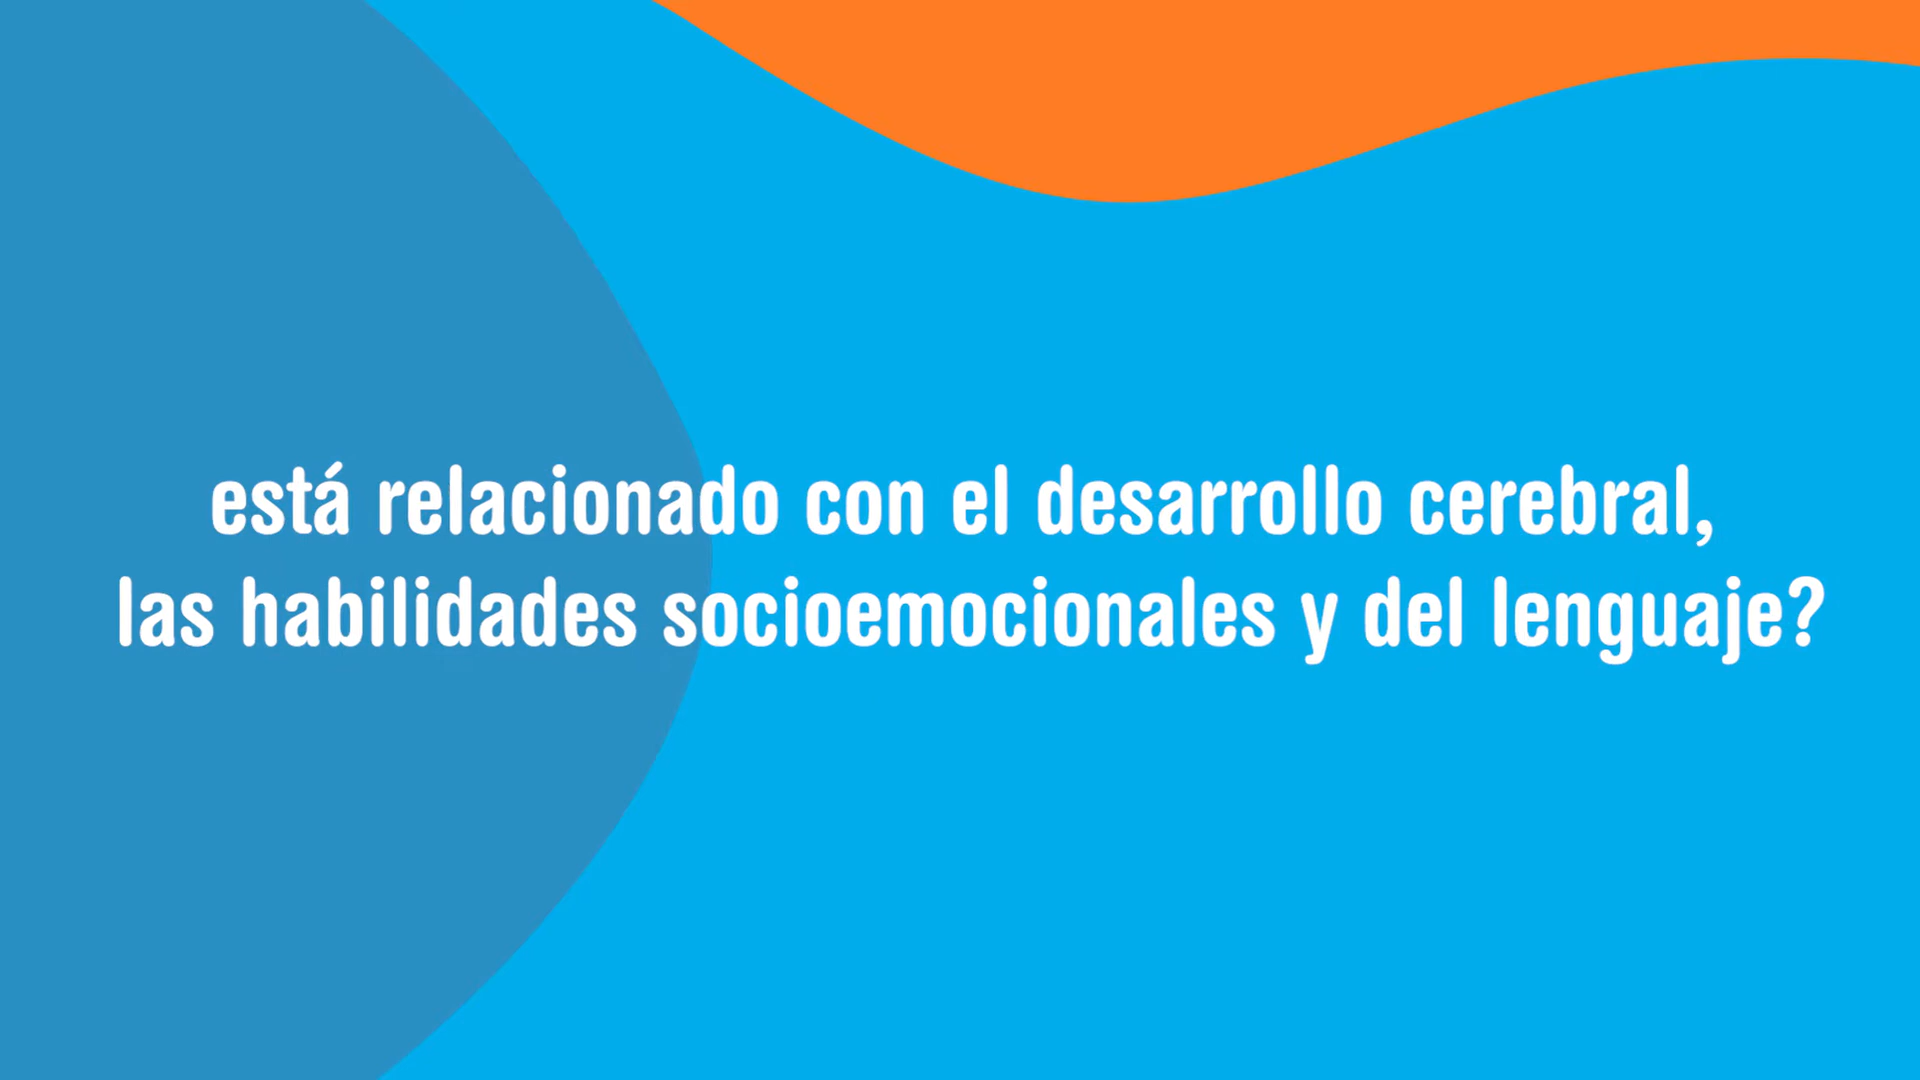 está relacionado con el desarrollo cerebral,
las habilidades socioemocionales y del lenguaje?